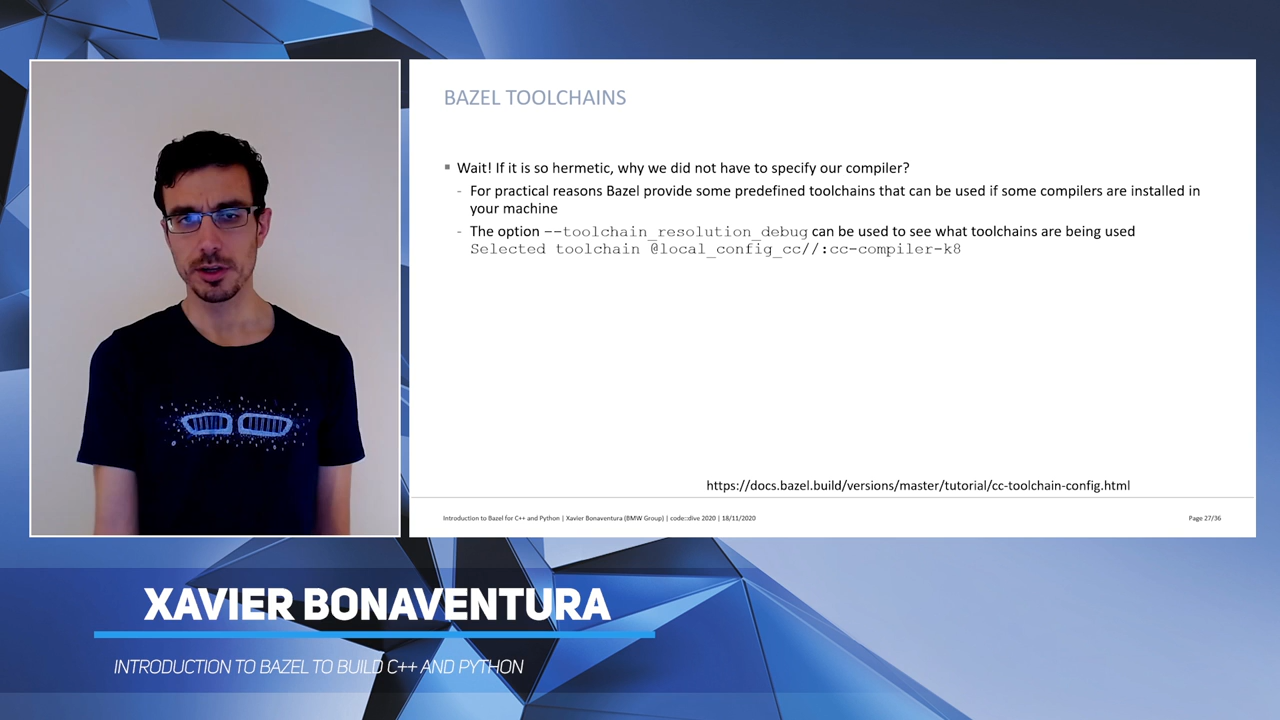 BAZEL TOOLCHAINS
▪ Wait! If it is so hermetic, why we did not have to specify our compiler?
- For practical reasons Bazel provide some predefined toolchains that can be used if some compilers are installed in
your machine
- The option --toolchain_resolution_debug can be used to see what toolchains are being used
Selected toolchain @local_config_cc//:cc-compiler-k8
https://docs.bazel.build/versions/master/tutorial/cc-toolchain-config.html
Introduction to Bazel for C++ and Python | Xavier Bonaventura (BMW Group) | code::dive 2020 | 18/11/2020
Page 27/36
XAVIER BONAVENTURA
INTRODUCTION TO BAZEL TO BUILD C++ AND PYTHON